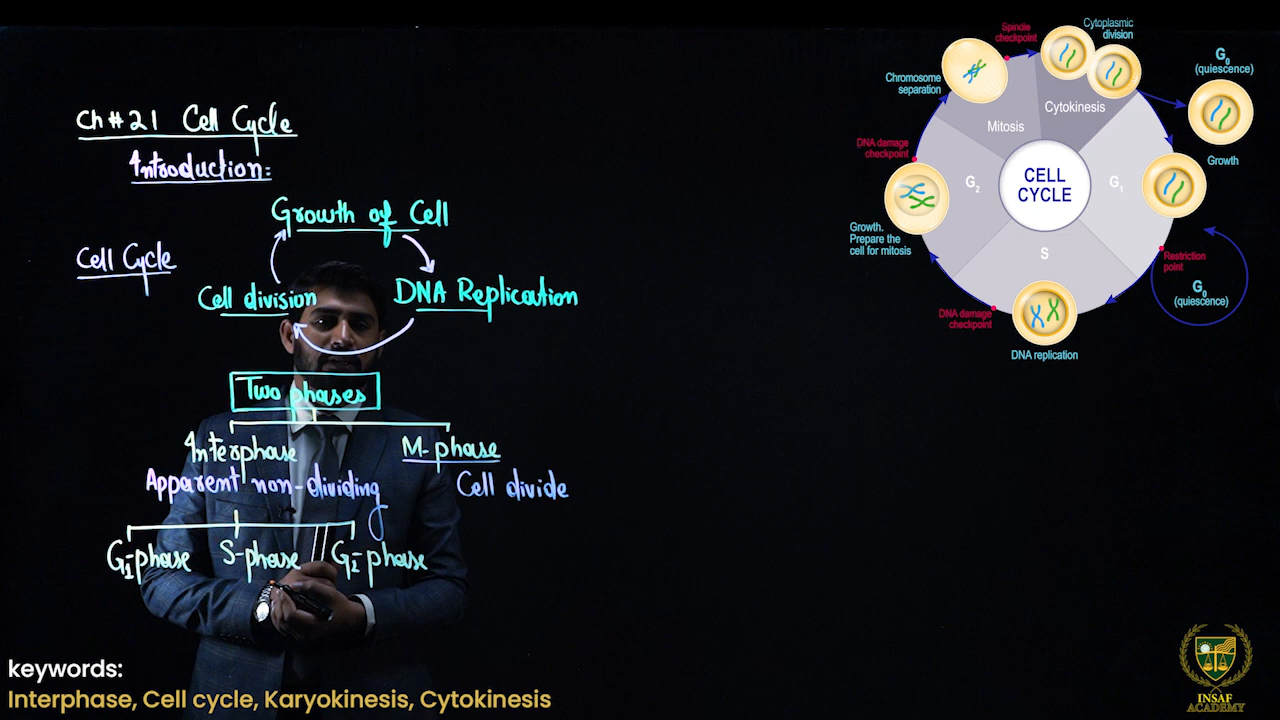 Ch # 21 Cell Cycle
Introduction:
Growth of Cell
Cell Cycle
Cell division
DNA Replication
Two phases
Interphase
M-phase
Apparent non-dividing
Cell divide
G1-phase
S-phase
G1-phase
keywords:
Interphase, Cell cycle, Karyokinesis, Cytokinesis
Spindle
checkpoint
Cytoplasmic
division
Chromosome
separation
G0
(quiescence)
Cytokinesis
Mitosis
DNA damage
checkpoint
Growth
G2
CELL
CYCLE
G1
Growth.
Prepare the
cell for mitosis
S
Restriction
point
G0
(quiescence)
DNA damage
checkpoint
DNA replication
INSAF
ACADEMY